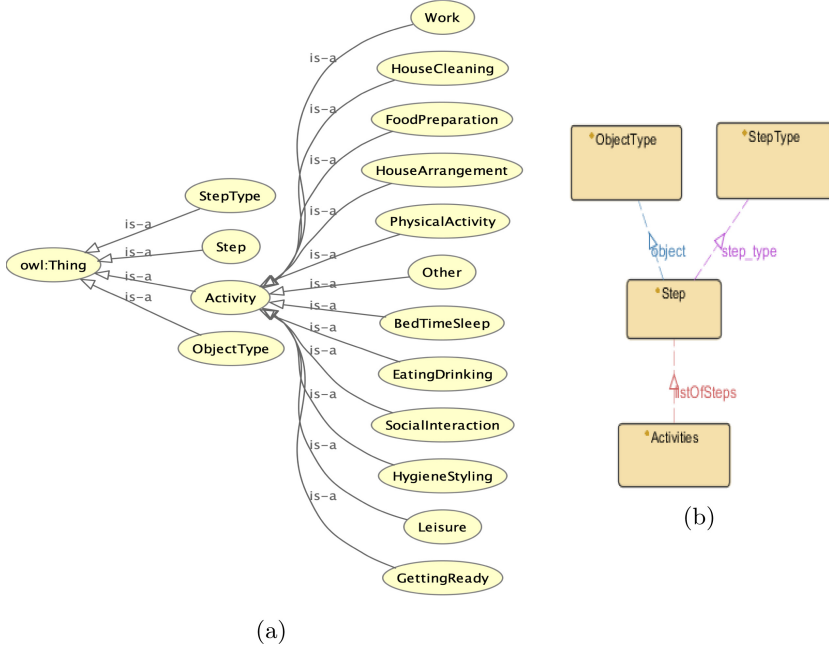 Work
is-a
HouseCleaning
is-a
FoodPreparation
is-a
HouseArrangement
is-a
PhysicalActivity
is-a
Other
is-a
BedTimeSleep
is-a
EatingDrinking
is-a
SocialInteraction
is-a
HygieneStyling
is-a
Leisure
is-a
GettingReady
is-a
StepType
is-a
Step
is-a
owl:Thing
Activity
is-a
ObjectType
is-a
(a)
ObjectType
StepType
object
step_type
Step
listOfSteps
Activities
(b)